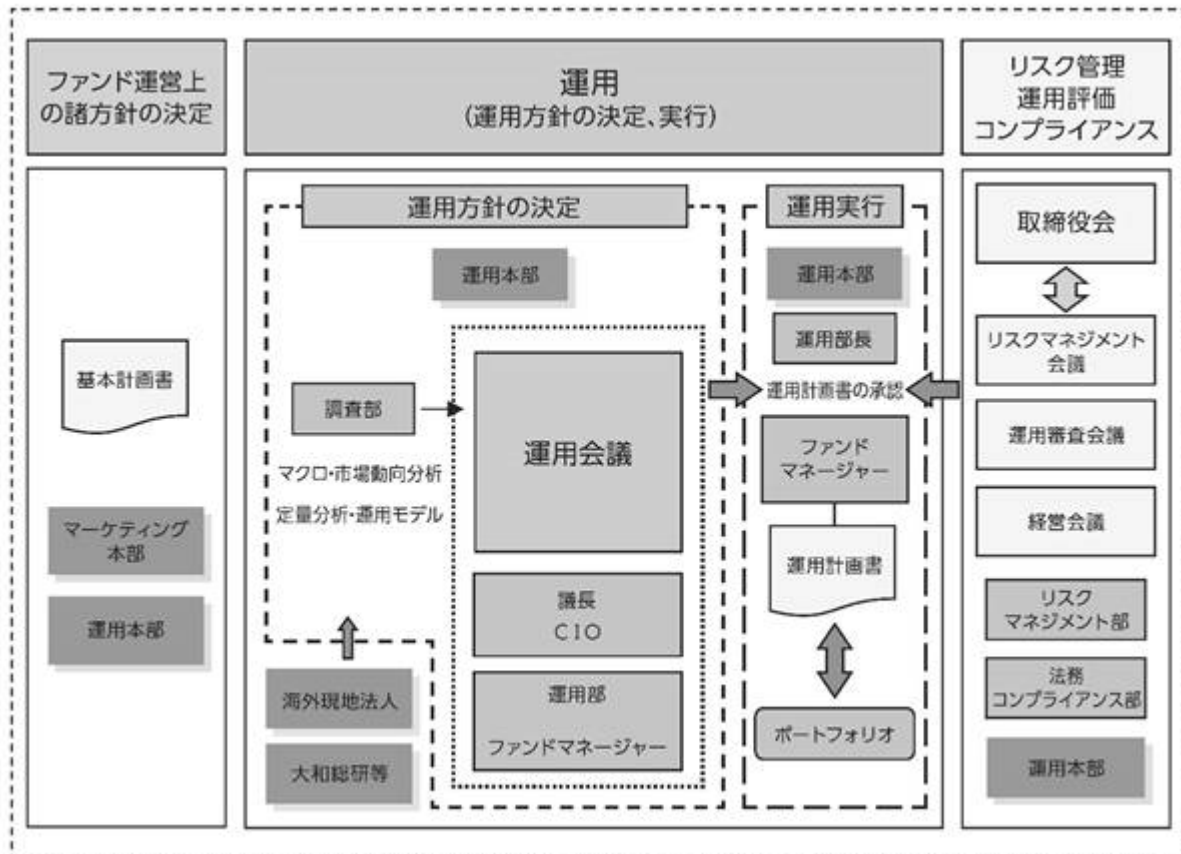 ファンド運営上
の諸方針の決定
運用
(運用方針の決定、実行)
リスク管理
運用評価
コンプライアンス
基本計画書
マーケティング
本部
運用本部
運用方針の決定
運用本部
調査部
マクロ・市場動向分析
定量分析・運用モデル
運用会議
議長
CIO
運用部
ファンドマネージャー
海外現地法人
大和総研等
運用実行
運用本部
運用部長
運用計画書の承認
ファンド
マネージャー
運用計画書
ポートフォリオ
取締役会
リスクマネジメント
会議
運用審査会議
経営会議
リスク
マネジメント部
法務
コンプライアンス部
運用本部